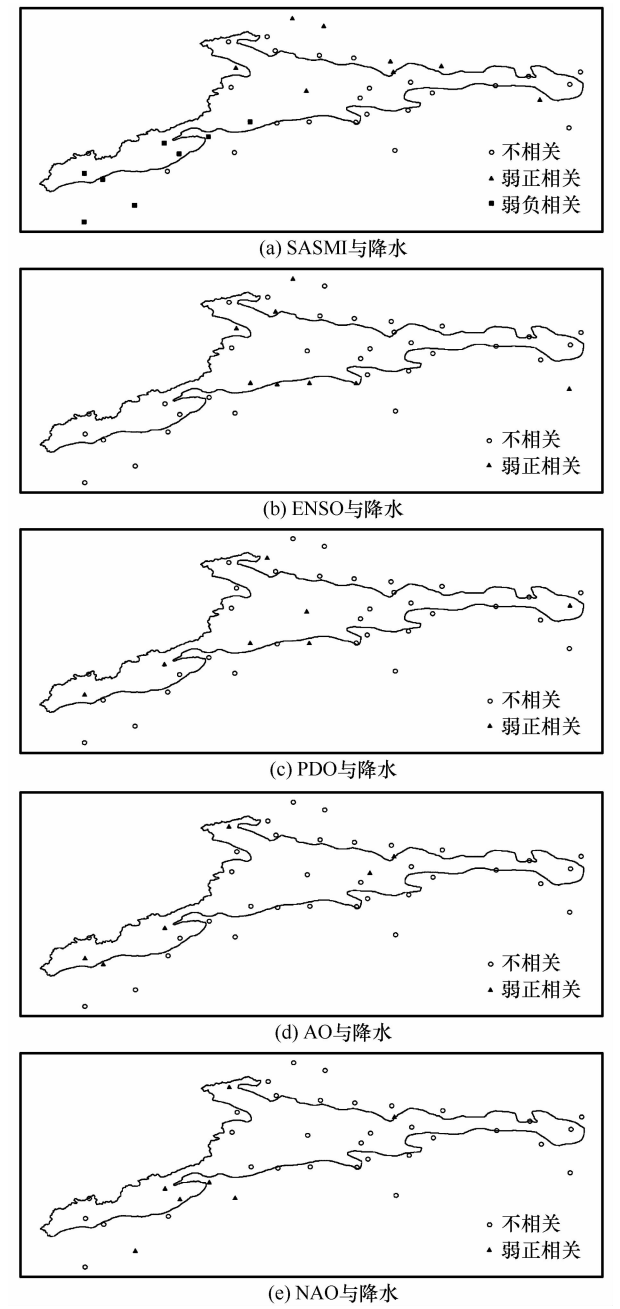 不相关
弱正相关
弱负相关
(a) SASMI与降水
不相关
弱正相关
(b) ENSO与降水
不相关
弱正相关
(c) PDO与降水
不相关
弱正相关
(d) AO与降水
不相关
弱正相关
(e) NAO与降水